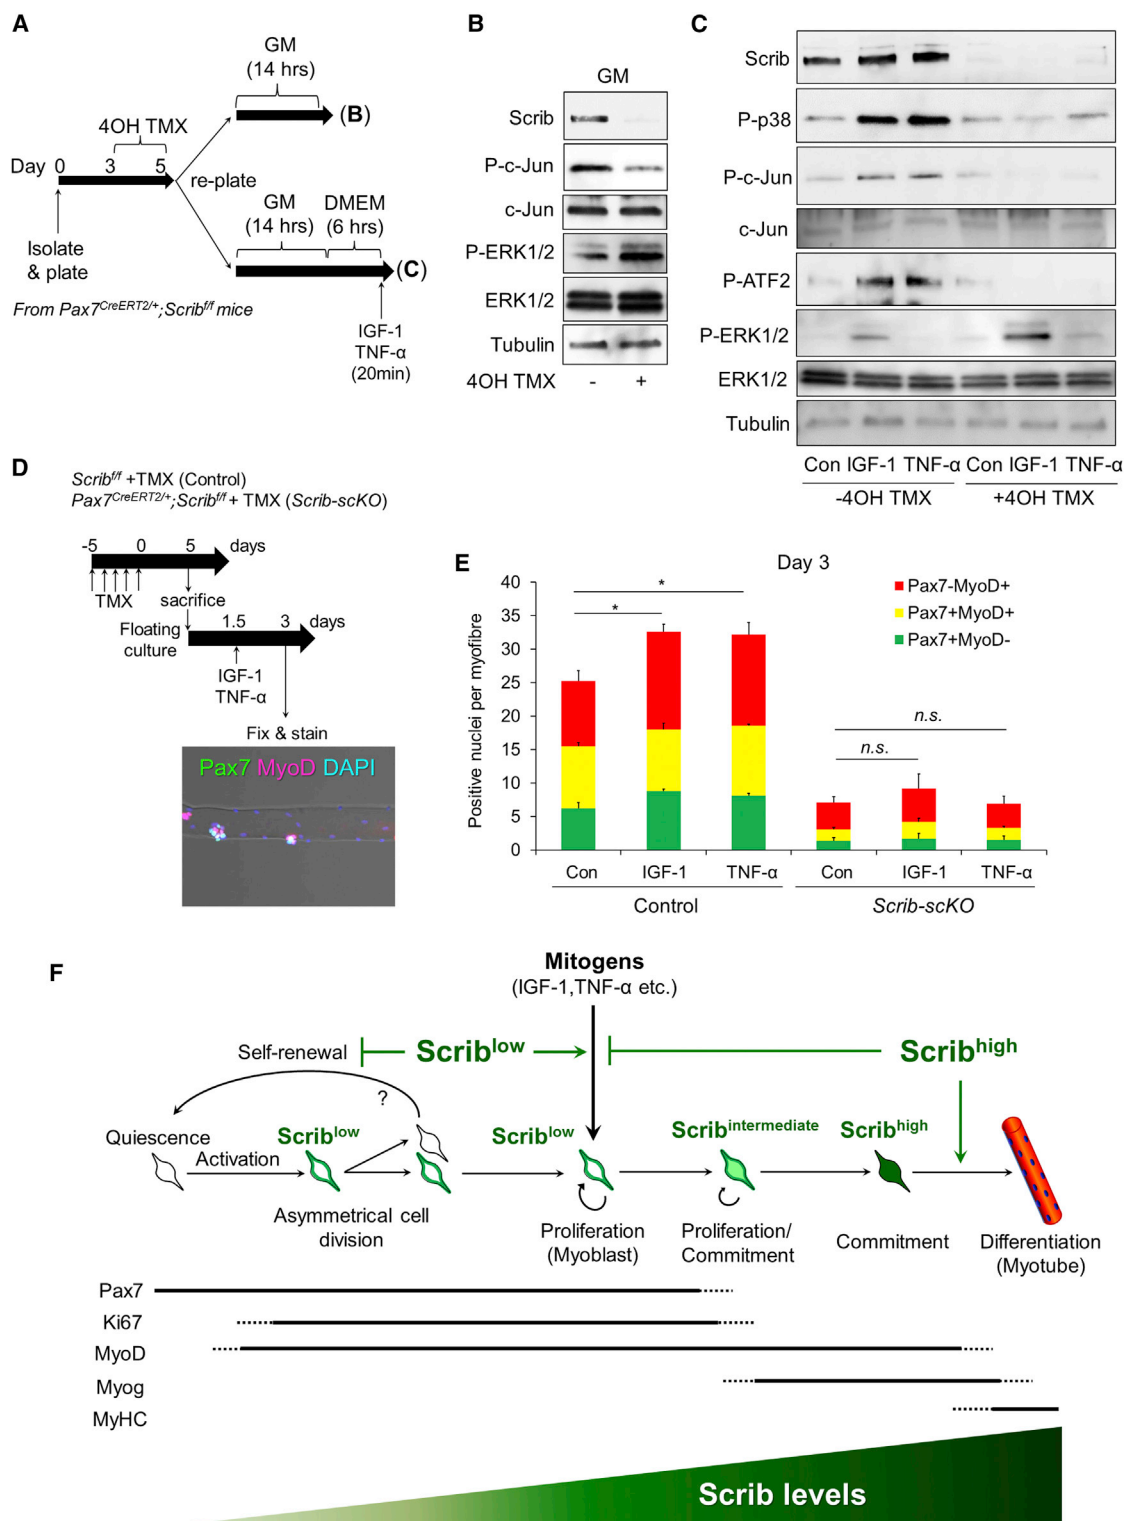 A
GM
(14 hrs)
(B)
4OH TMX
Day 0 3 5
re-plate
GM DMEM
(14 hrs) (6 hrs)
(C)
Isolate
& plate
From Pax7CreERT2/+;Scribf/f mice
IGF-1
TNF-α
(20min)
B
GM
Scrib
P-c-Jun
c-Jun
P-ERK1/2
ERK1/2
Tubulin
4OH TMX - +
C
Scrib
P-p38
P-c-Jun
c-Jun
P-ATF2
P-ERK1/2
ERK1/2
Tubulin
Con IGF-1 TNF-α Con IGF-1 TNF-α
-4OH TMX +4OH TMX
D
Scribf/f +TMX (Control)
Pax7CreERT2/+;Scribf/f + TMX (Scrib-scKO)
-5 0 5 days
TMX sacrifice
Floating
culture
1.5 3 days
IGF-1
TNF-α
Fix & stain
Pax7 MyoD DAPI
E
Day 3
Positive nuclei per myofibre
40
35
30
25
20
15
10
5
0
* *
n.s.
n.s.
Pax7-MyoD+
Pax7+MyoD+
Pax7+MyoD-
Con IGF-1 TNF-α Con IGF-1 TNF-α
Control Scrib-scKO
F
Mitogens
(IGF-1,TNF-α etc.)
Self-renewal Scriblow Scribhigh
?
Quiescence Scriblow Scriblow Scribintermediate Scribhigh
Activation
Asymmetrical cell
division
Proliferation
(Myoblast)
Proliferation/
Commitment
Commitment
Differentiation
(Myotube)
Pax7
Ki67
MyoD
Myog
MyHC
Scrib levels